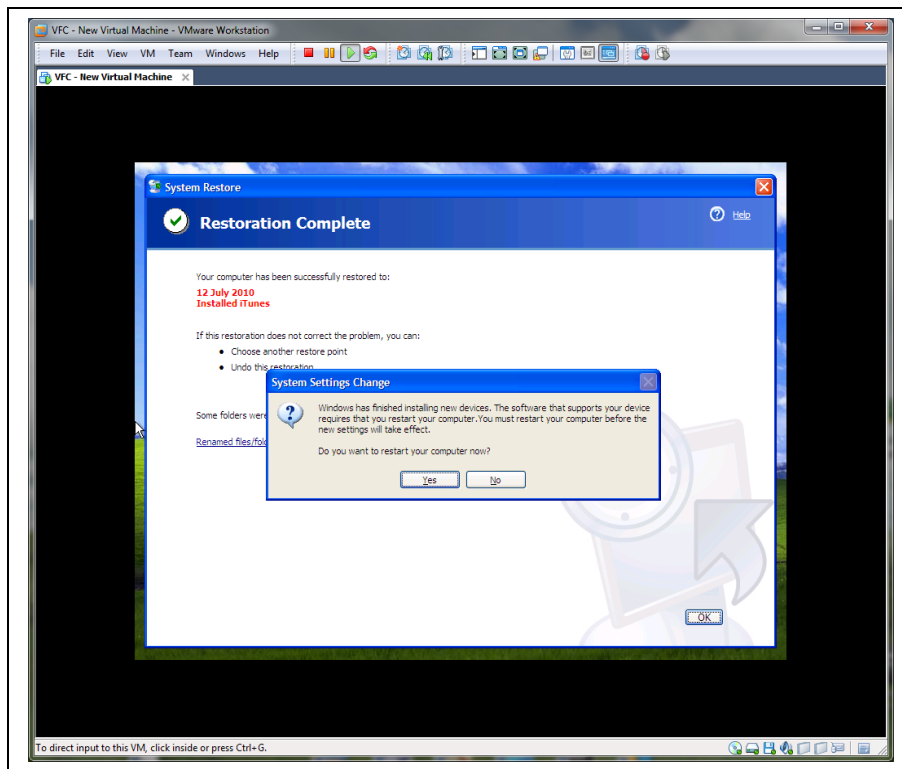 VFC - New Virtual Machine - VMware Workstation
File Edit View VM Team Windows Help
VFC - New Virtual Machine
System Restore
Restoration Complete
Help
Your computer has been successfully restored to:
12 July 2010
Installed iTunes
If this restoration does not correct the problem, you can:
Choose another restore point
Undo this restoration
System Settings Change
Some folders were
Windows has finished installing new devices. The software that supports your device
requires that you restart your computer.You must restart your computer before the
new settings will take effect.
Renamed files/fold
Do you want to restart your computer now?
Yes No
OK
To direct input to this VM, click inside or press Ctrl+G.